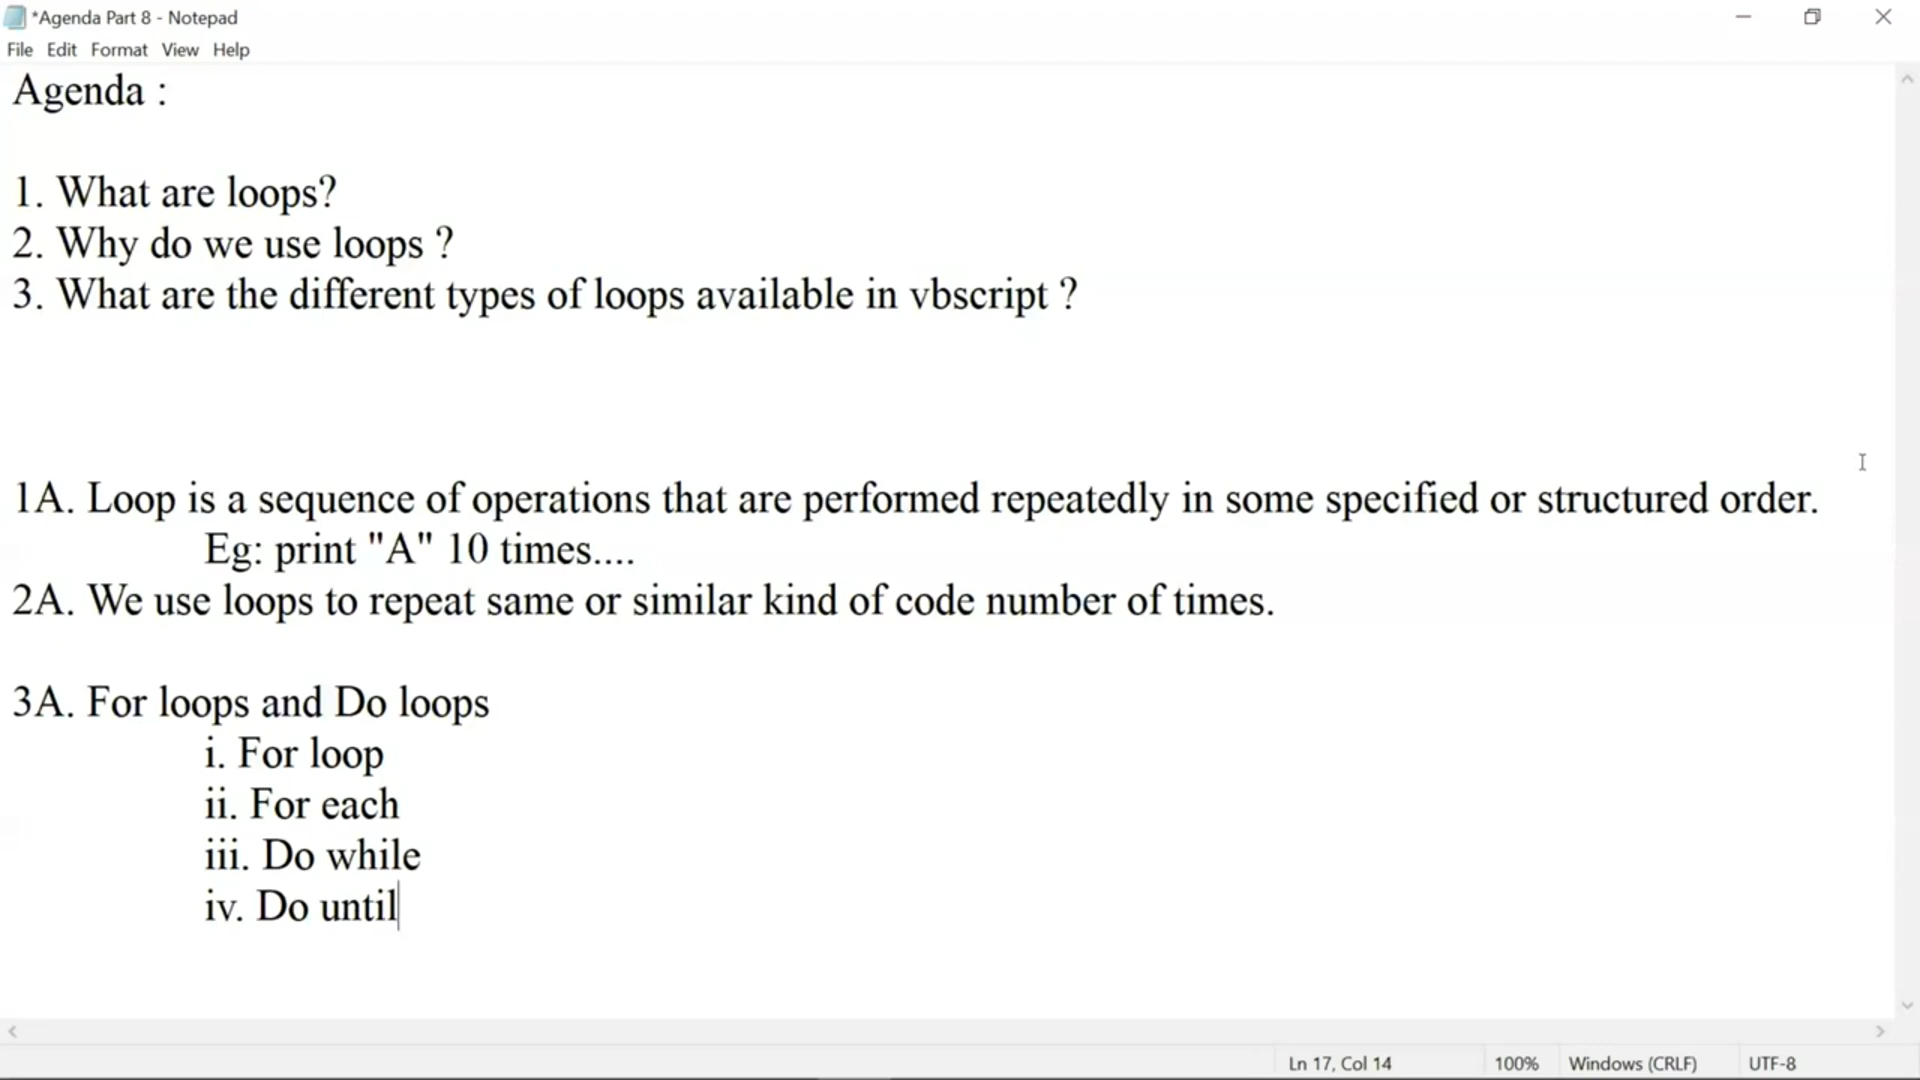 *Agenda Part 8 - Notepad
File Edit Format View Help
Agenda :
1. What are loops?
2. Why do we use loops ?
3. What are the different types of loops available in vbscript ?
1A. Loop is a sequence of operations that are performed repeatedly in some specified or structured order.
Eg: print "A" 10 times....
2A. We use loops to repeat same or similar kind of code number of times.
3A. For loops and Do loops
i. For loop
ii. For each
iii. Do while
iv. Do until
Ln 17, Col 14 100% Windows (CRLF) UTF-8